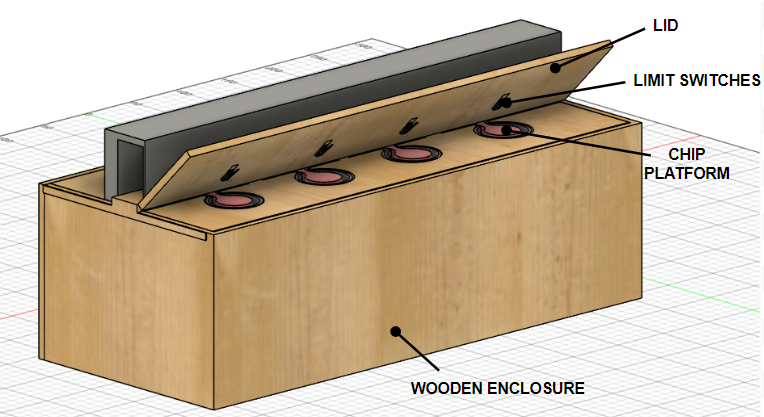 LID
LIMIT SWITCHES
CHIP
PLATFORM
WOODEN ENCLOSURE